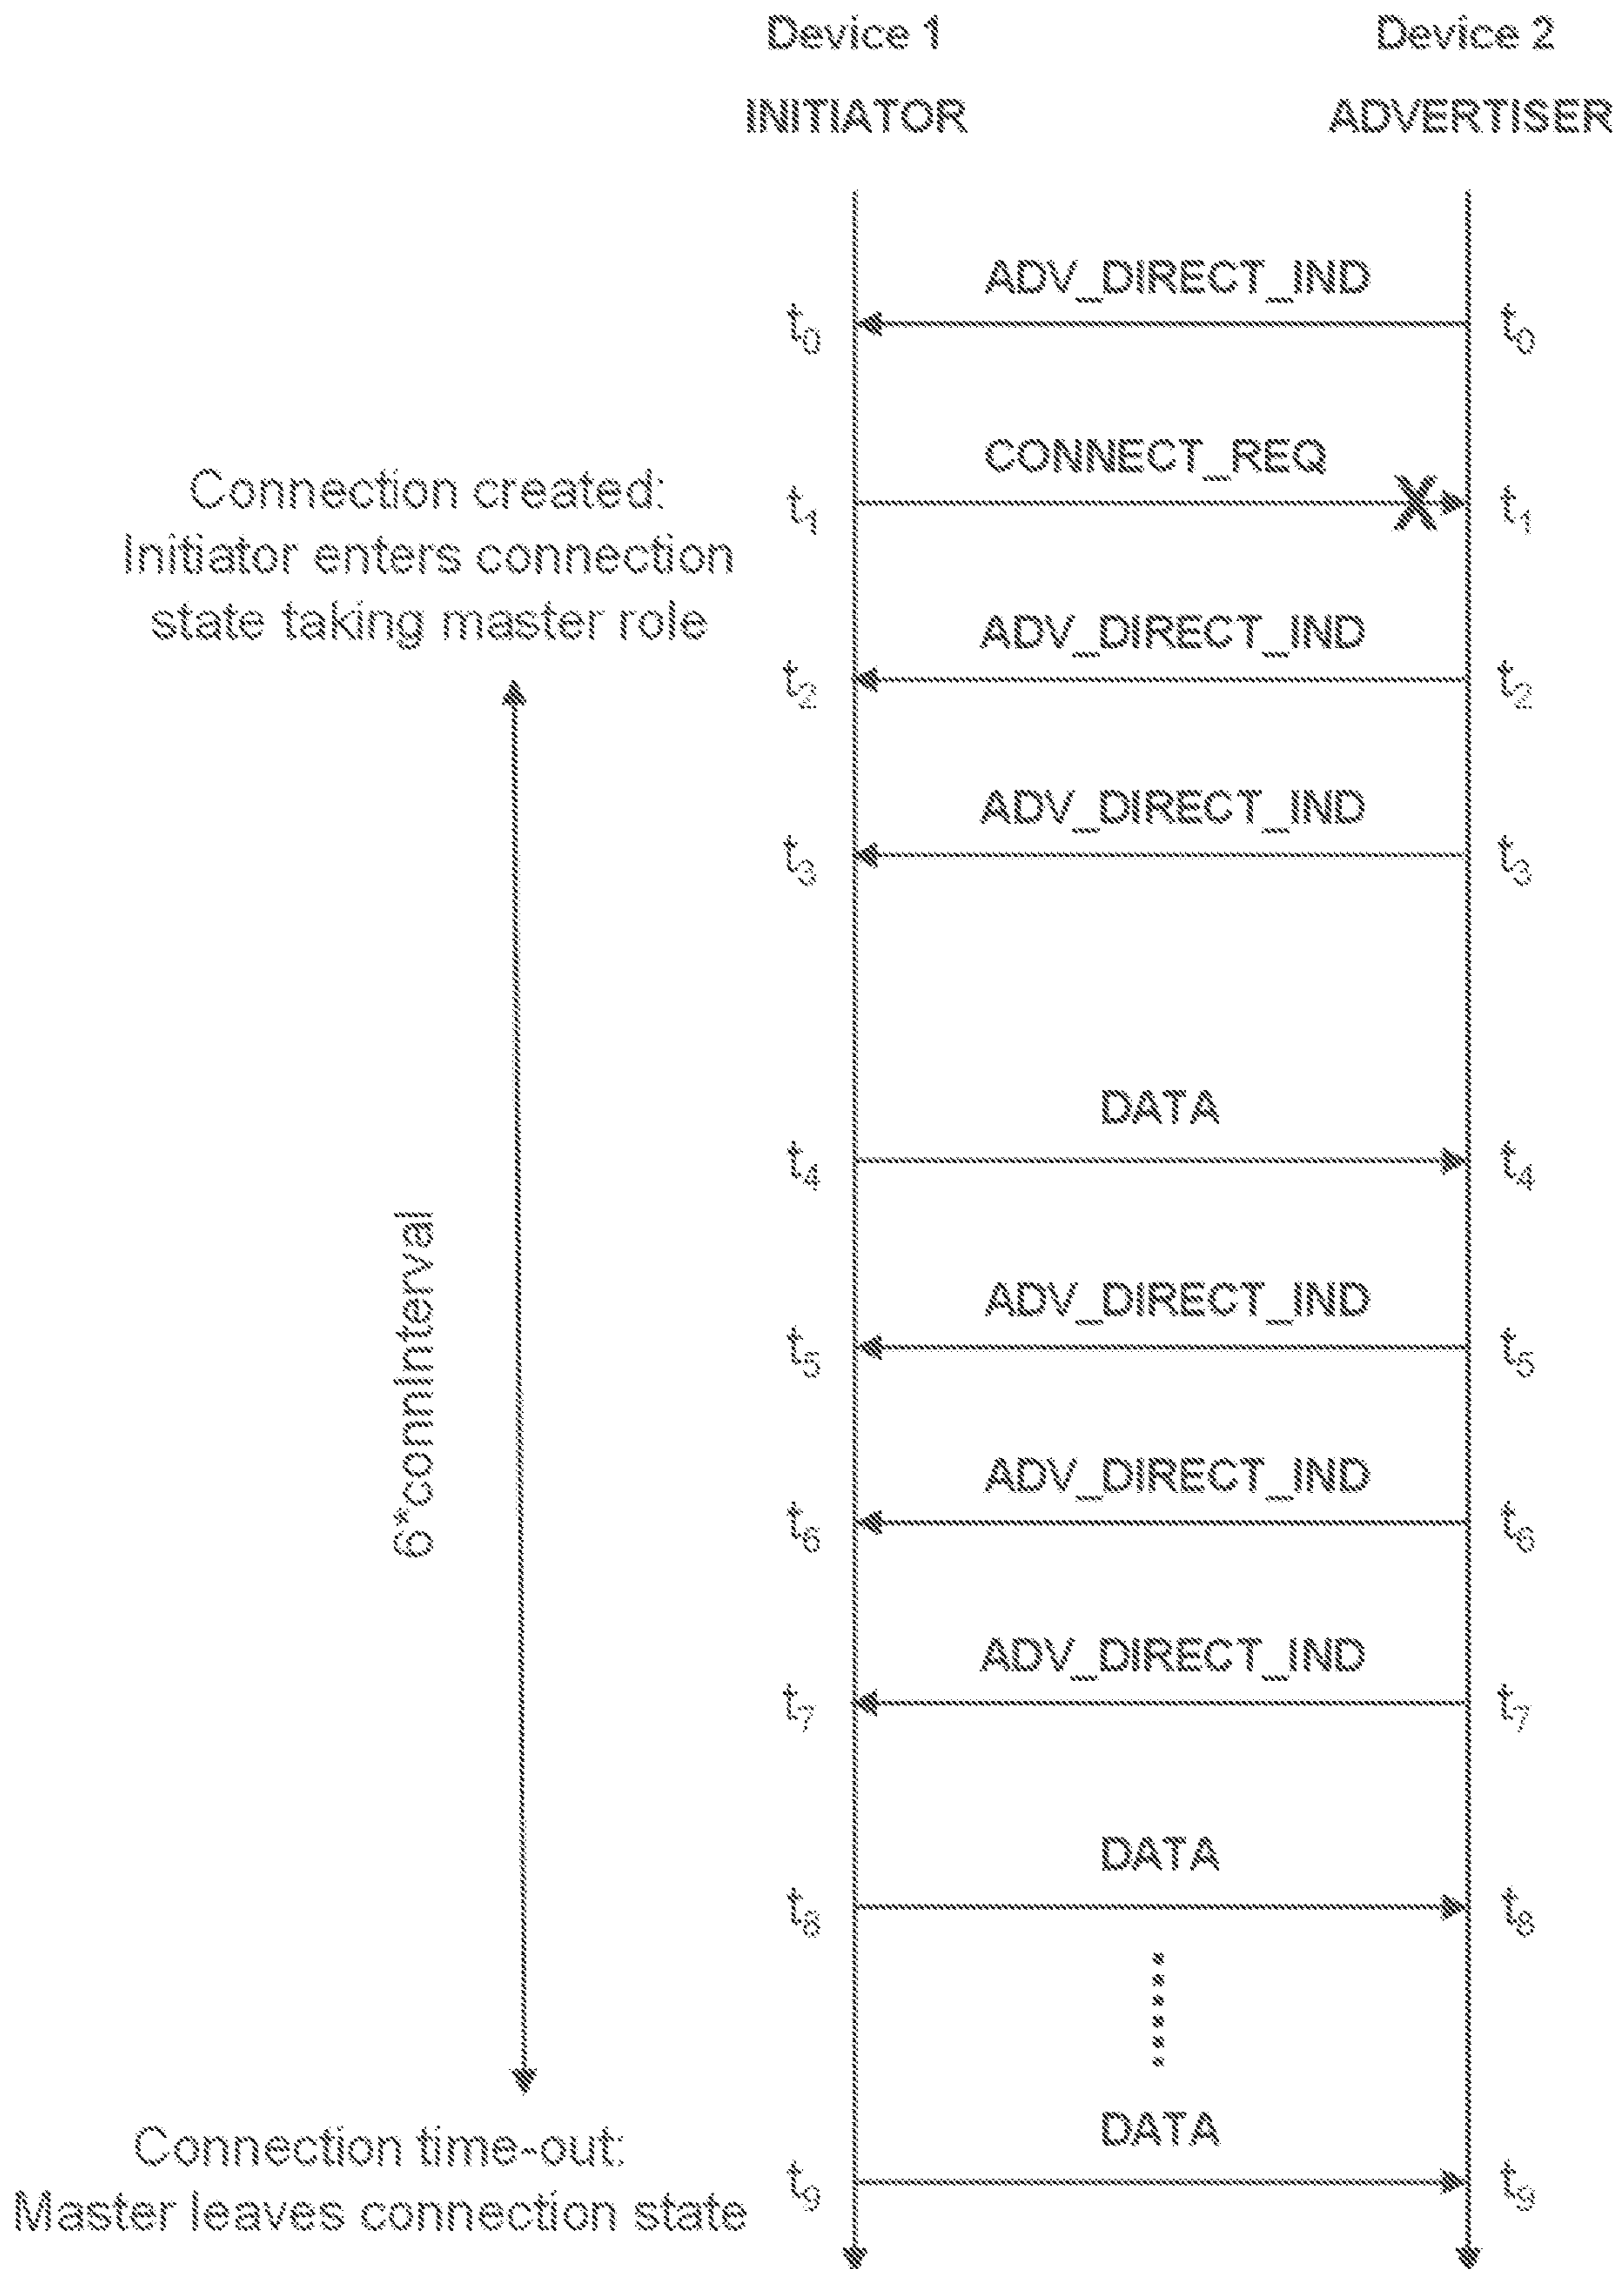 Device 1 Device 2
INITIATOR ADVERTISER
ADV_DIRECT_IND
t0 t0
CONNECT_REQ
Connection created:
X
t1 t1
Initiator enters connection
state taking master role
ADV_DIRECT_IND
t2 t2
ADV_DIRECT_IND
t3 t3
DATA
t4 t4
6*connInterval
ADV_DIRECT_IND
t5 t5
ADV_DIRECT_IND
t6 t6
ADV_DIRECT_IND
t7 t7
DATA
t8 t8
DATA
Connection time-out:
t9 t9
Master leaves connection state